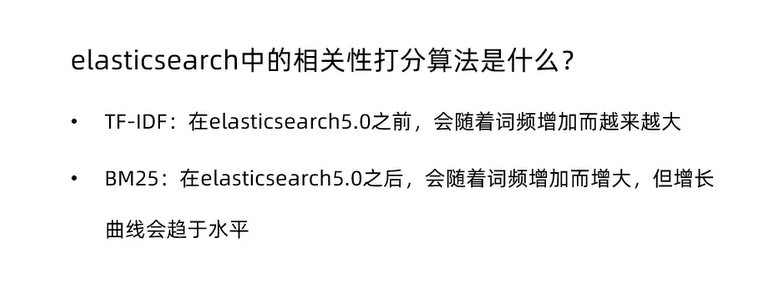 elasticsearch中的相关性打分算法是什么？
• TF-IDF：在elasticsearch5.0之前，会随着词频增加而越来越大
• BM25：在elasticsearch5.0之后，会随着词频增加而增大，但增长
曲线会趋于水平